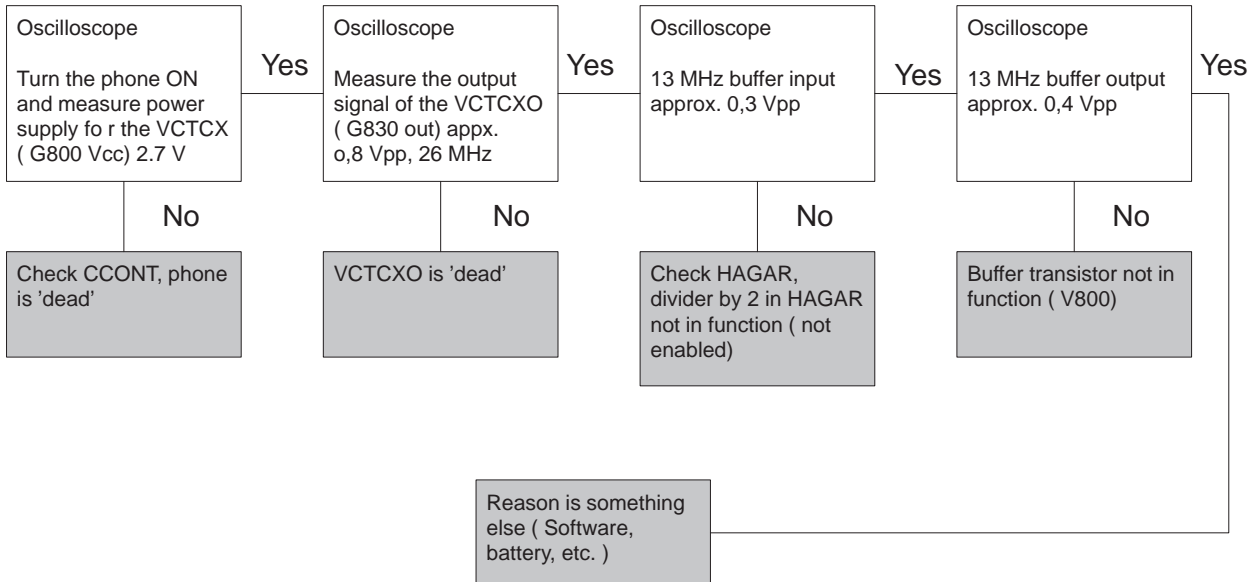 Oscilloscope
Turn the phone ON
and measure power
supply fo r the VCTCX
( G800 Vcc) 2.7 V
Yes
Oscilloscope
Measure the output
signal of the VCTCXO
( G830 out) appx.
o,8 Vpp, 26 MHz
Yes
Oscilloscope
13 MHz buffer input
approx. 0,3 Vpp
Yes
Oscilloscope
13 MHz buffer output
approx. 0,4 Vpp
Yes
No
No
No
No
Check CCONT, phone
is 'dead'
VCTCXO is 'dead'
Check HAGAR,
divider by 2 in HAGAR
not in function ( not
enabled)
Buffer transistor not in
function ( V800)
Reason is something
else ( Software,
battery, etc. )